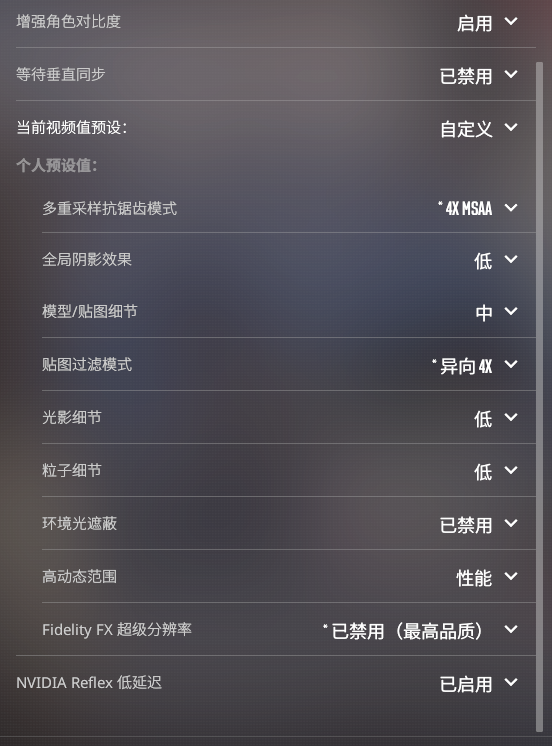 增强角色对比度 启用
等待垂直同步 已禁用
当前视频值预设： 自定义
个人预设值：
多重采样抗锯齿模式 * 4X MSAA
全局阴影效果 低
模型/贴图细节 中
贴图过滤模式 * 异向 4X
光影细节 低
粒子细节 低
环境光遮蔽 已禁用
高动态范围 性能
Fidelity FX 超级分辨率 * 已禁用（最高品质）
NVIDIA Reflex 低延迟 已启用